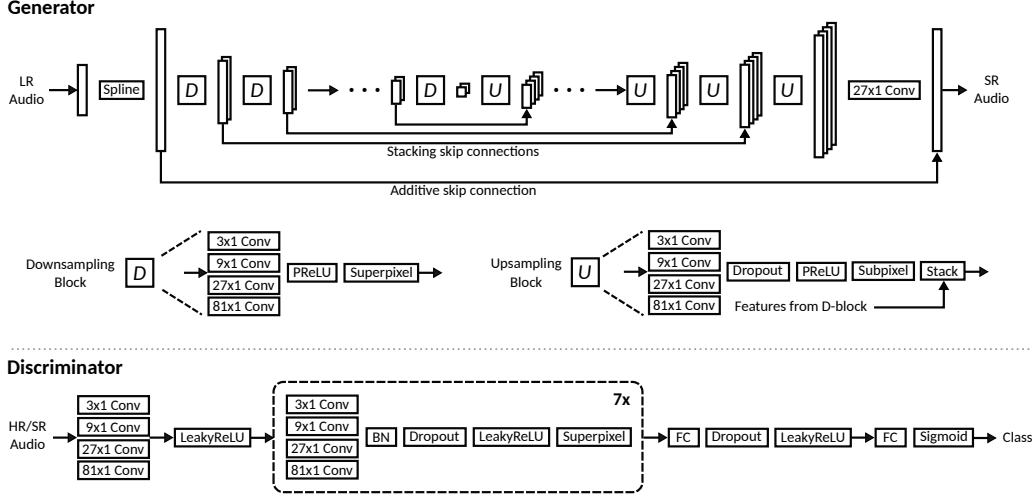 Generator
LR
Audio
Spline
D
D
D
U
U
U
U
27x1 Conv
SR
Audio
Stacking skip connections
Additive skip connection
Downsampling
Block
D
3x1 Conv
9x1 Conv
27x1 Conv
81x1 Conv
PReLU
Superpixel
Upsampling
Block
U
3x1 Conv
9x1 Conv
27x1 Conv
81x1 Conv
Dropout
PReLU
Subpixel
Stack
Features from D-block
Discriminator
HR/SR
Audio
3x1 Conv
9x1 Conv
27x1 Conv
81x1 Conv
LeakyReLU
7x
3x1 Conv
9x1 Conv
27x1 Conv
81x1 Conv
BN
Dropout
LeakyReLU
Superpixel
FC
Dropout
LeakyReLU
FC
Sigmoid
Class